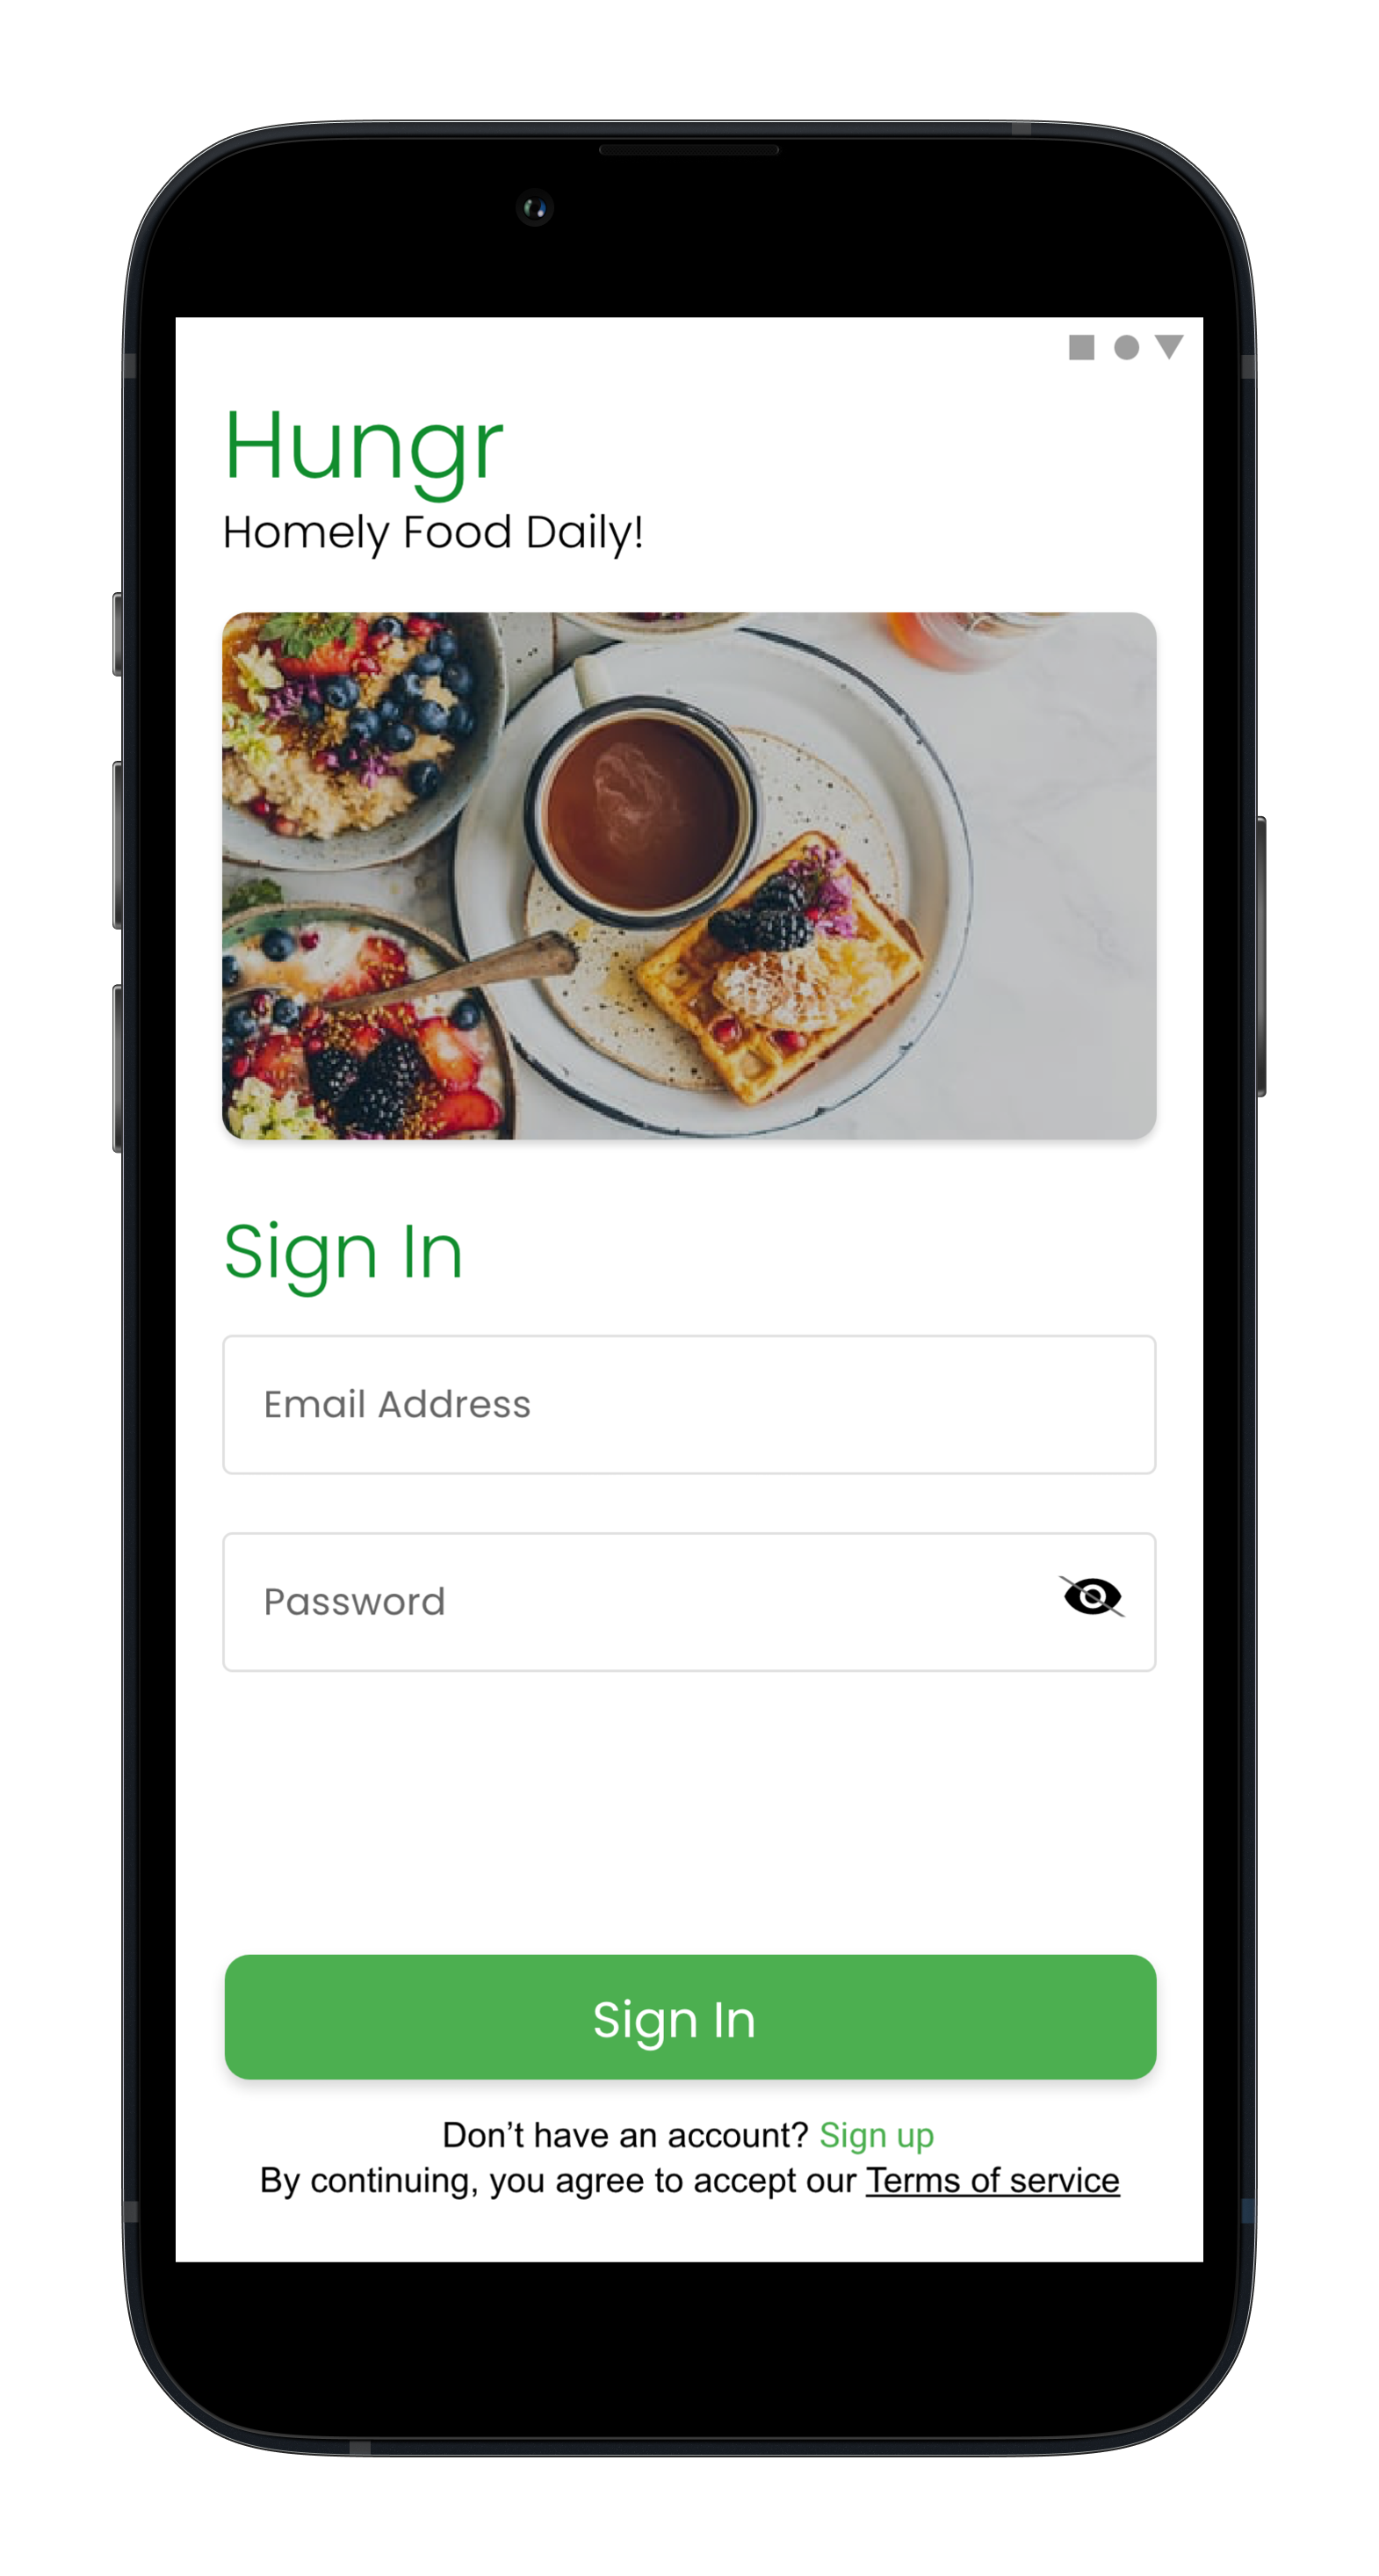 Hungr
Homely Food Daily!
Sign In
Email Address
Password
Sign In
Don’t have an account? Sign up
By continuing, you agree to accept our Terms of service